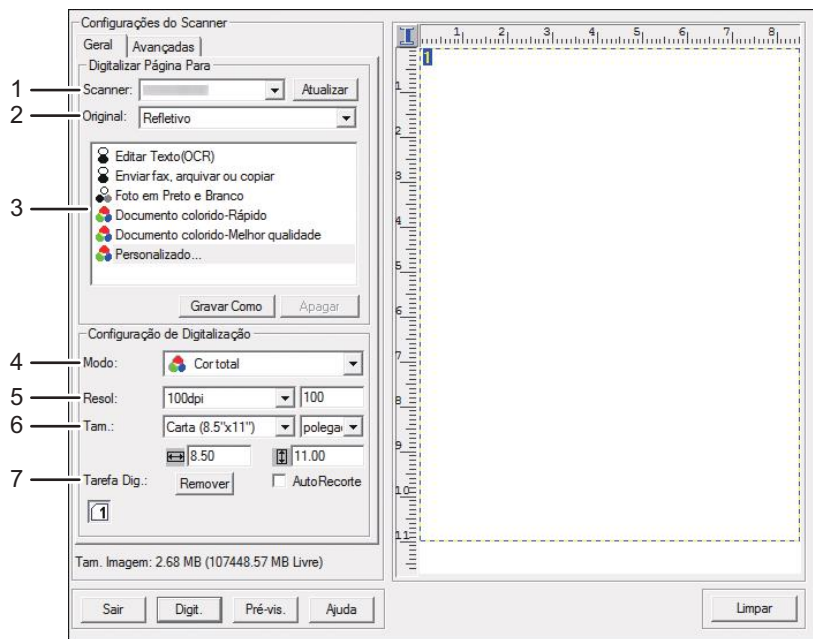 Configurações do Scanner
Geral Avançadas
Digitalizar Página Para
1 Scanner: Atualizar
2 Original: Refletivo
3
Editar Texto(OCR)
Enviar fax, arquivar ou copiar
Foto em Preto e Branco
Documento colorido-Rápido
Documento colorido-Melhor qualidade
Personalizado...
Gravar Como Apagar
Configuração de Digitalização
4 Modo: Cor total
5 Resol: 100dpi 100
6 Tam.: Carta (8.5"x11") polega
8.50 11.00
7 Tarefa Dig.: Remover AutoRecorte
1
Tam. Imagem: 2.68 MB (107448.57 MB Livre)
Sair Digit. Pré-vis. Ajuda
1 2 3 4 5 6 7 8
1
1
2
3
4
5
6
7
8
9
10
11
Limpar